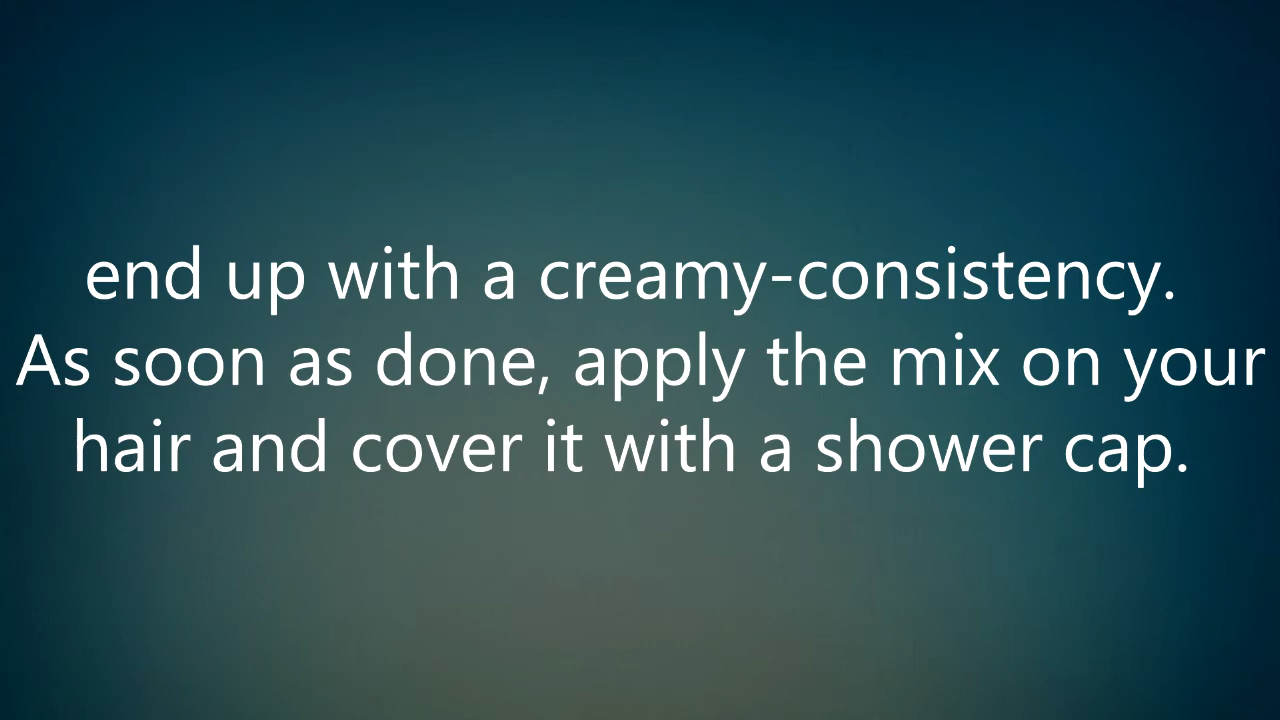 end up with a creamy-consistency.
As soon as done, apply the mix on your
hair and cover it with a shower cap.